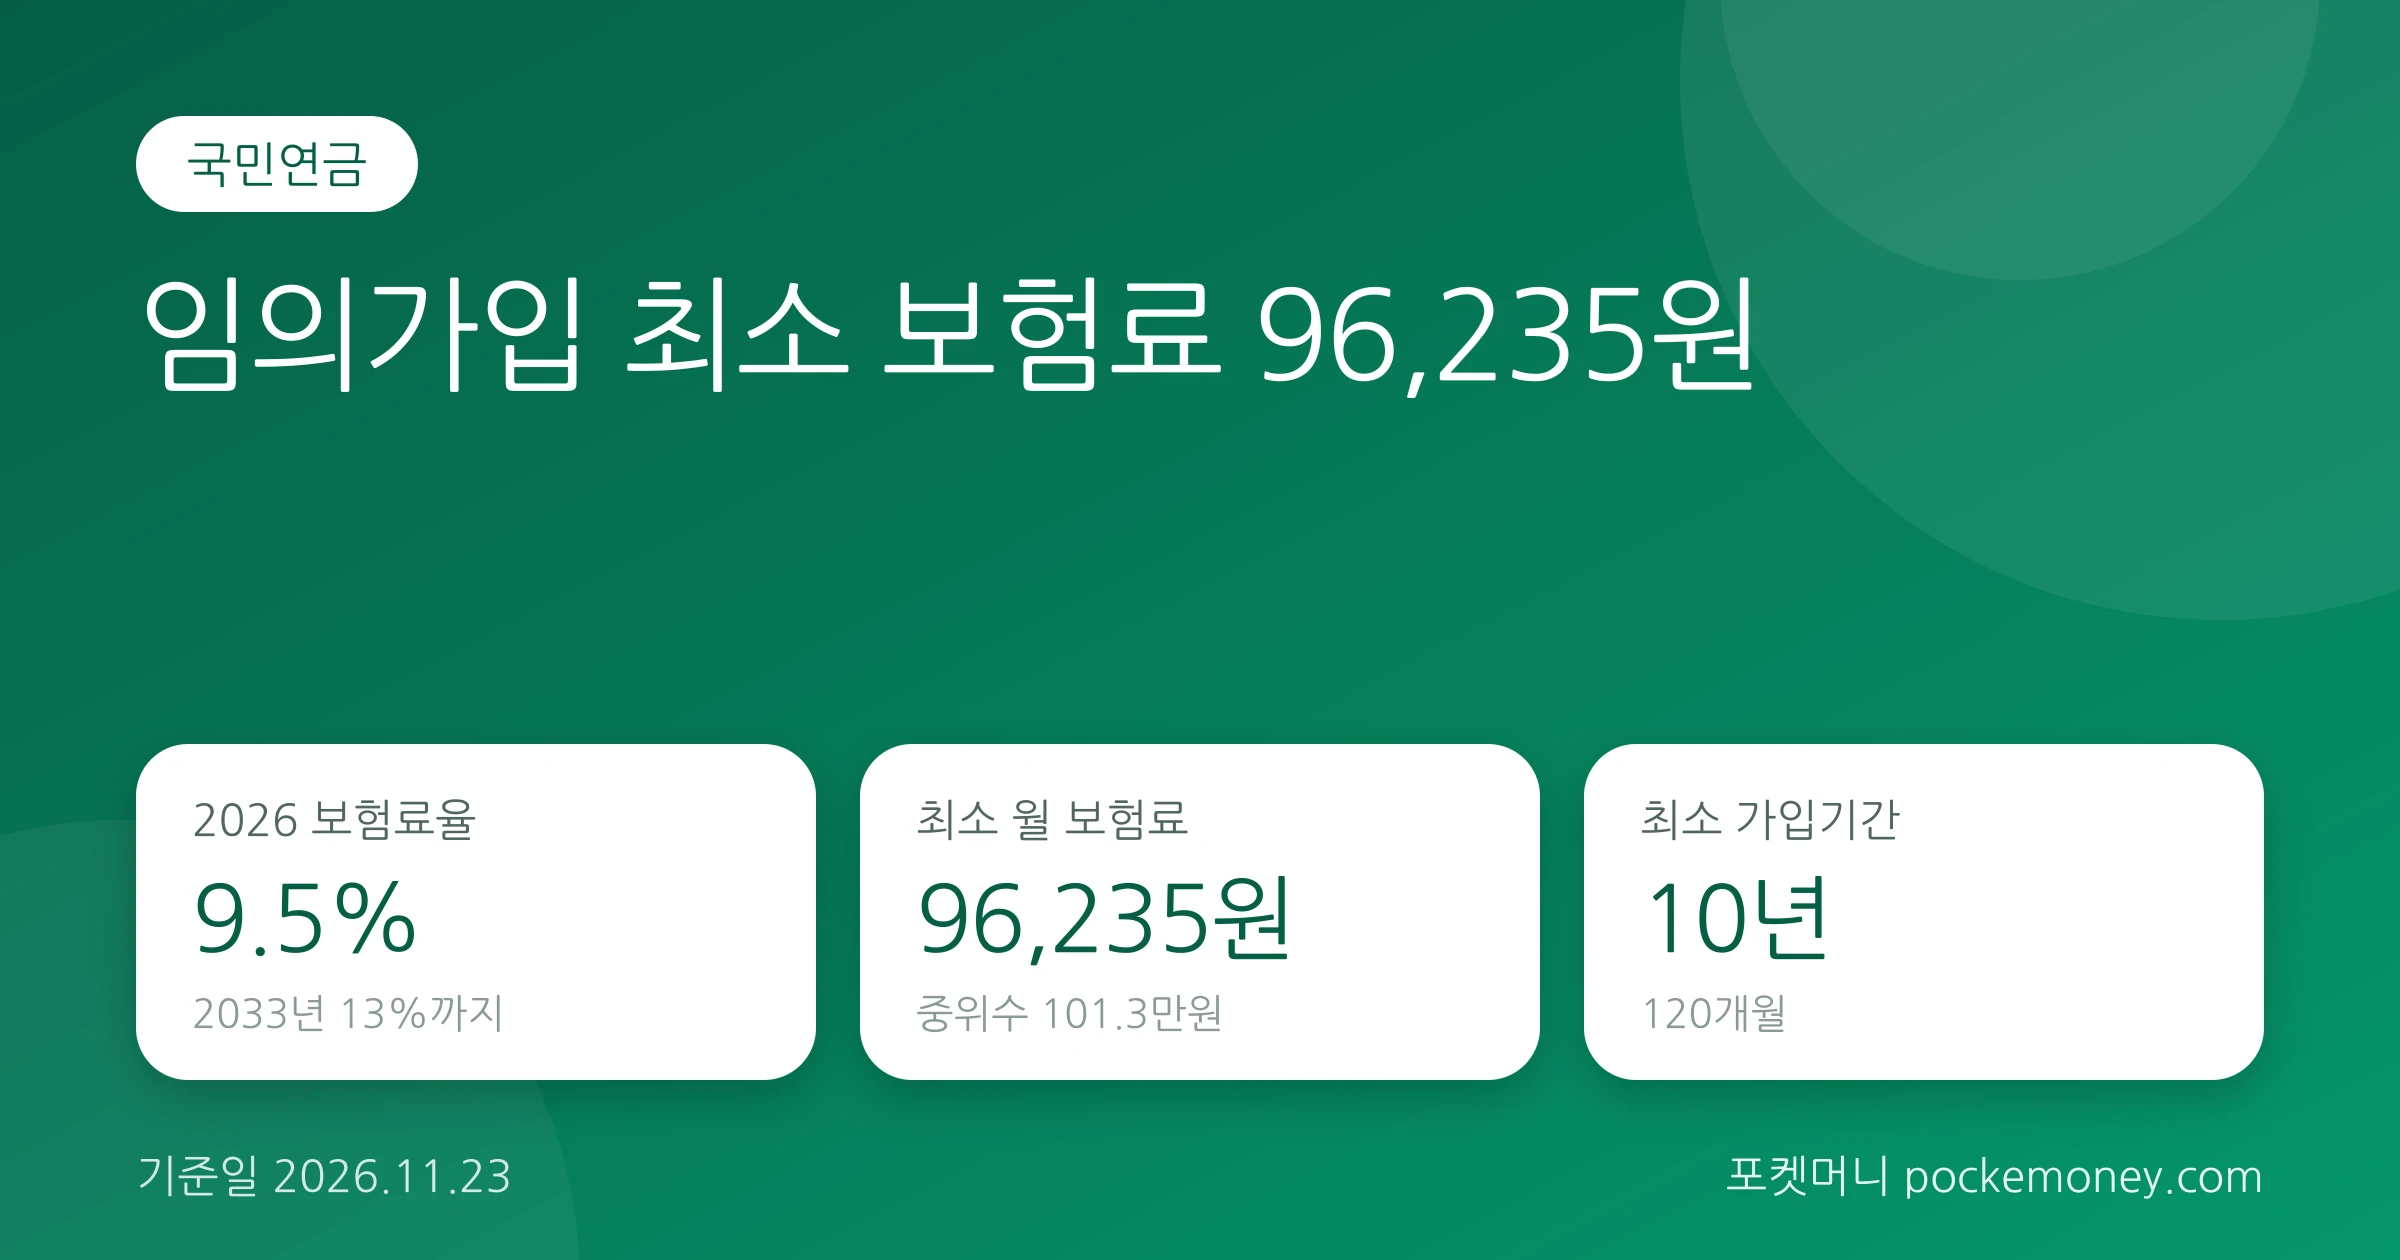 국민연금
임의가입 최소 보험료 96,235원
2026 보험료율
9.5%
2033년 13%까지
최소 월 보험료
96,235원
중위수 101.3만원
최소 가입기간
10년
120개월
기준일 2026.11.23
포켓머니 pockemoney.com